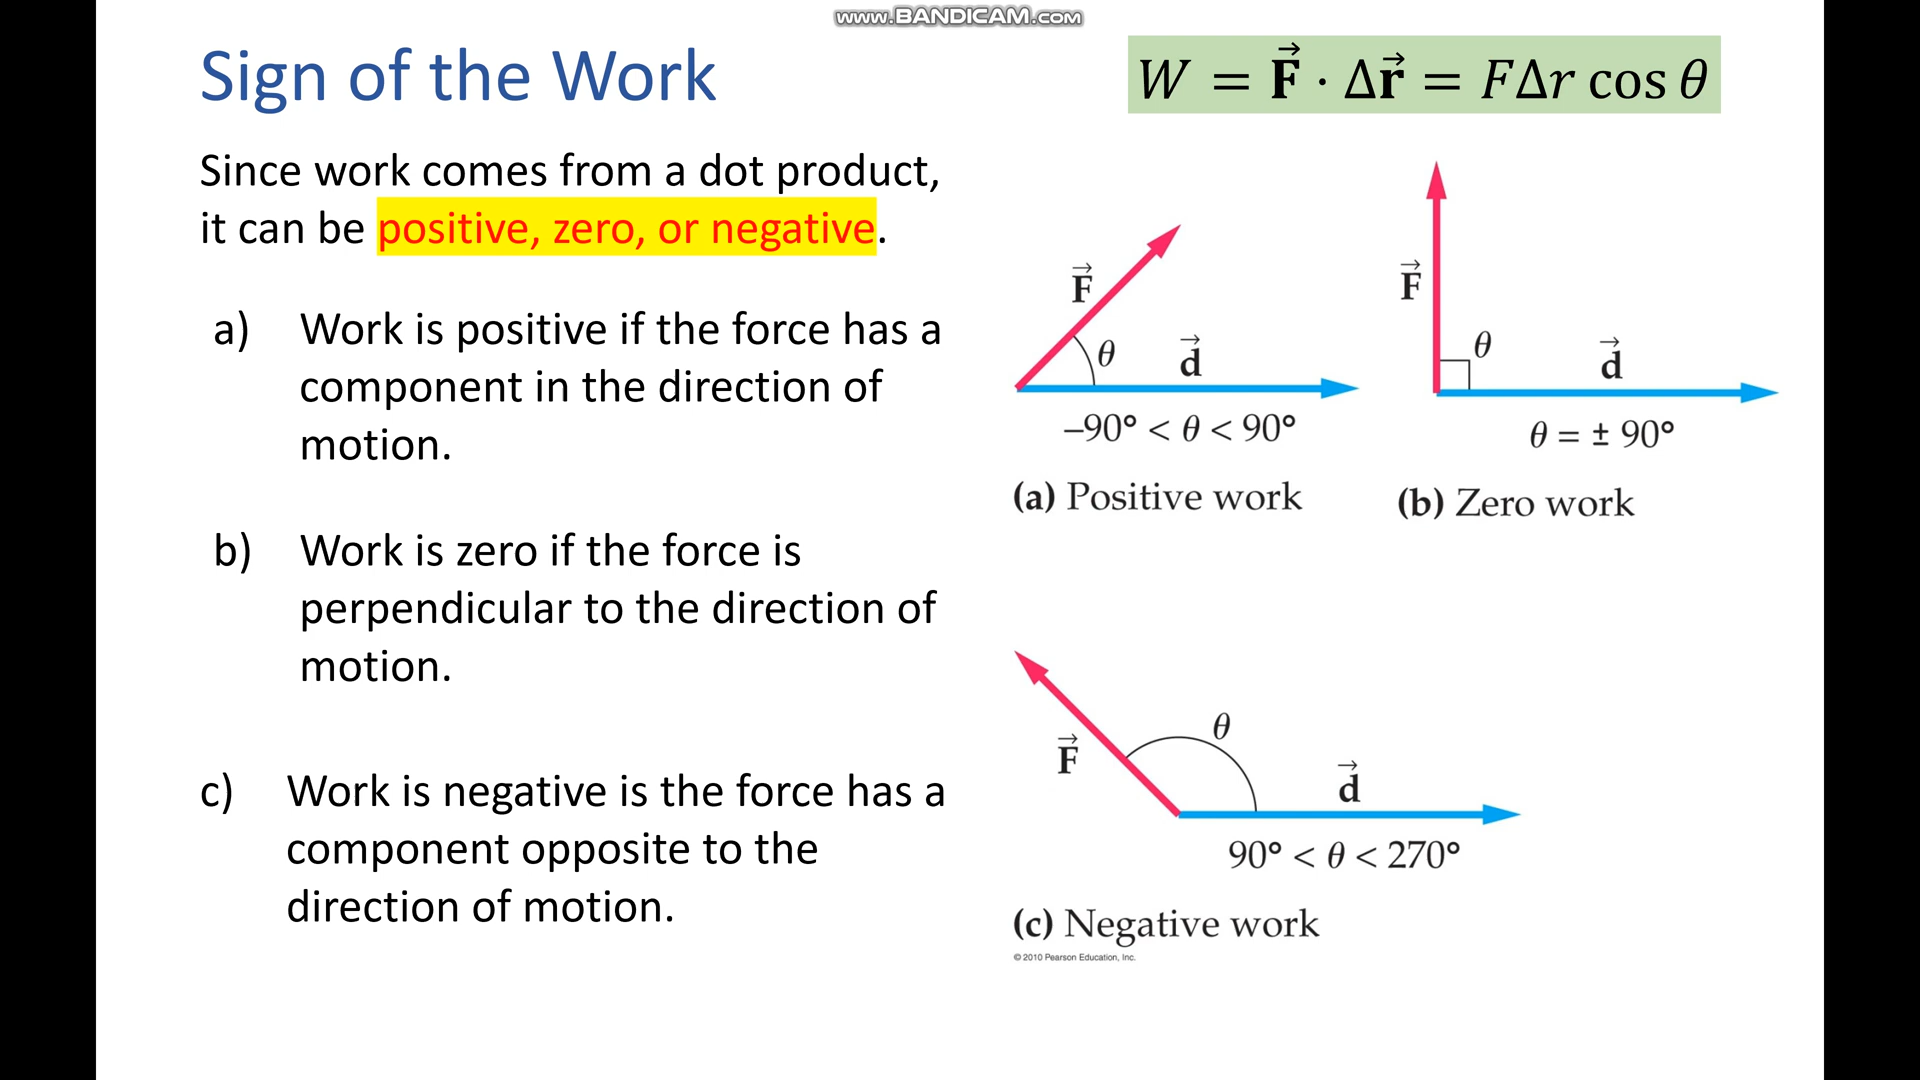 www.BANDICAM.com
Sign of the Work
W = F⃗ · Δr⃗ = FΔr cos θ
Since work comes from a dot product,
it can be positive, zero, or negative.
a) Work is positive if the force has a
component in the direction of
motion.
b) Work is zero if the force is
perpendicular to the direction of
motion.
c) Work is negative is the force has a
component opposite to the
direction of motion.
F⃗
θ
d⃗
–90° < θ < 90°
(a) Positive work
F⃗
θ
d⃗
θ = ± 90°
(b) Zero work
F⃗
θ
d⃗
90° < θ < 270°
(c) Negative work
© 2010 Pearson Education, Inc.